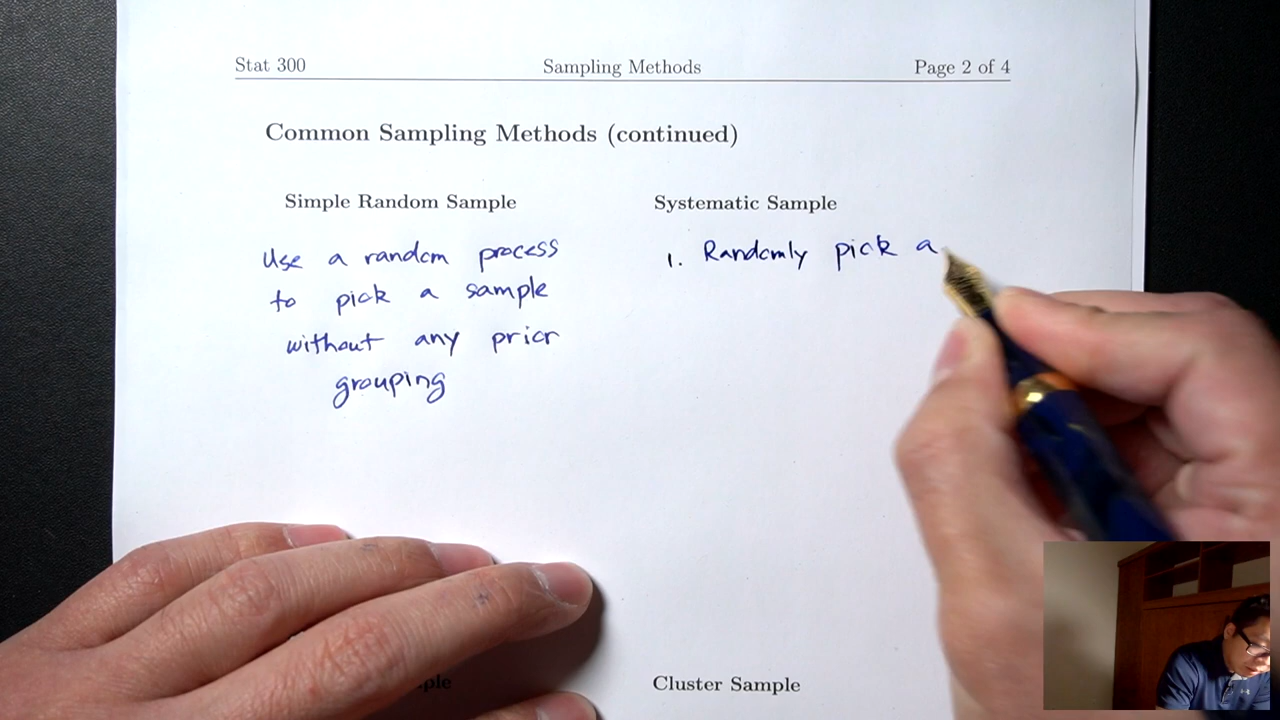 Stat 300 Sampling Methods Page 2 of 4
Common Sampling Methods (continued)
Simple Random Sample
Use a random process
to pick a sample
without any prior
grouping
Systematic Sample
1. Randomly pick a
Cluster Sample